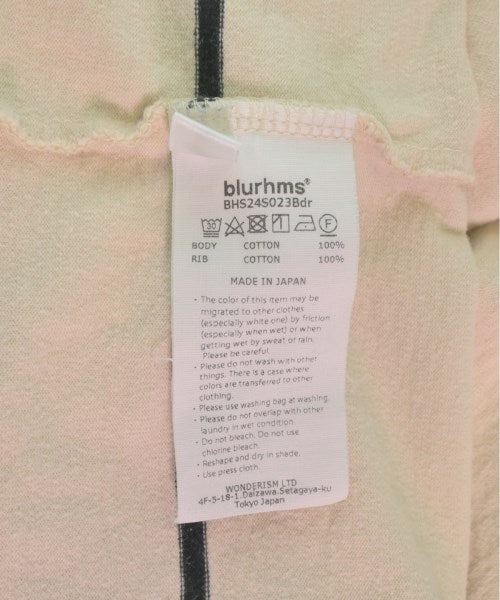 blurhms®
BHS24S023Bdr
30 F
BODY COTTON 100%
RIB COTTON 100%
MADE IN JAPAN
・The color of this item may be
migrated to other clothes
(especially white one) by friction
(especially when wet) or when
getting wet by sweat or rain.
Please be careful.
・Please do not wash with other
things. There is a case where
colors are transferred to other
clothing.
・Please use washing bag at washing.
・Please do not overlap with other
laundry in wet condition.
・Do not bleach. Do not use
chlorine bleach.
・Reshape and dry in shade.
・Use press cloth.
WONDERISM LTD
4F-5-18-1.Daizawa.Setagaya-ku
Tokyo Japan